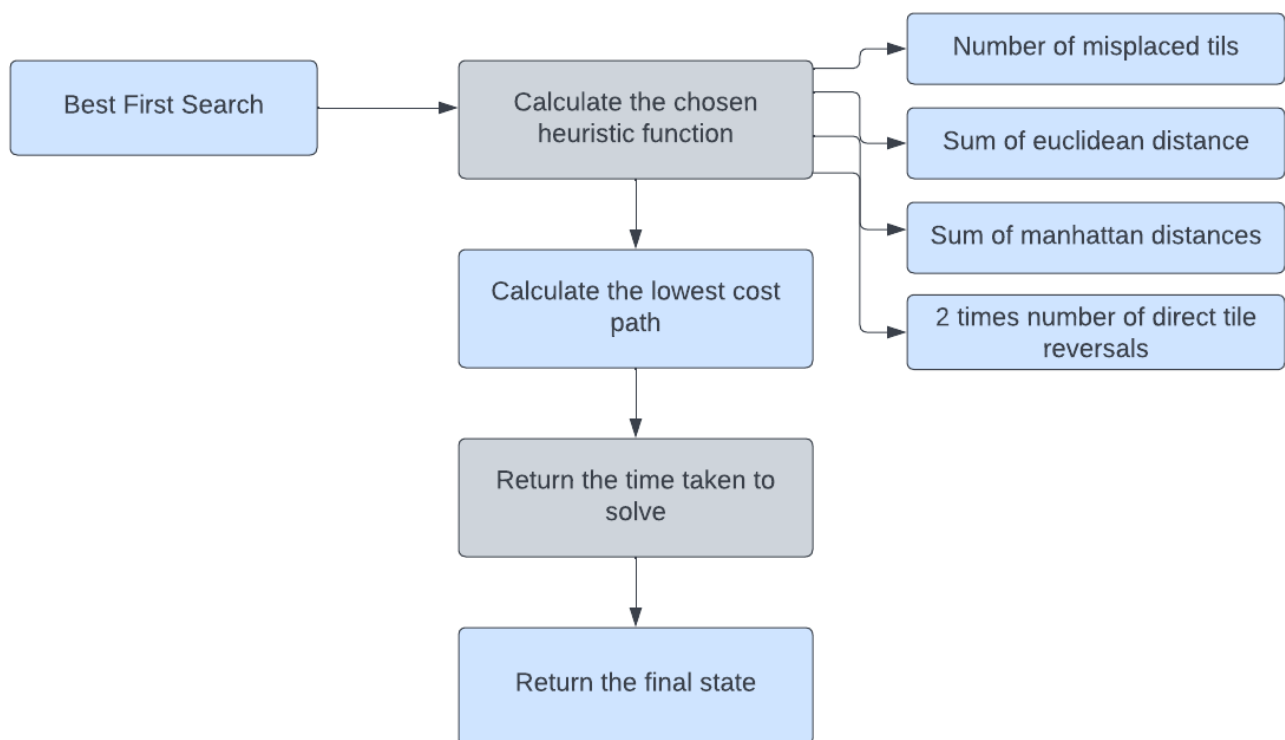 Number of misplaced tils
Best First Search
Calculate the chosen
heuristic function
Sum of euclidean distance
Sum of manhattan distances
Calculate the lowest cost
path
2 times number of direct tile
reversals
Return the time taken to
solve
Return the final state